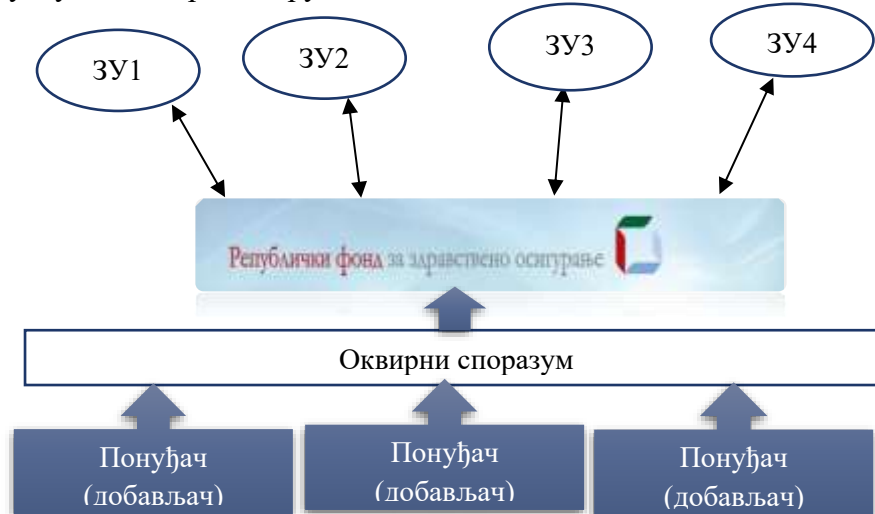 ЗУ1
ЗУ2
ЗУ3
ЗУ4
Републички фонд за здравствено осигурање
Оквирни споразум
Понуђач
(добављач)
Понуђач
(добављач)
Понуђач
(добављач)